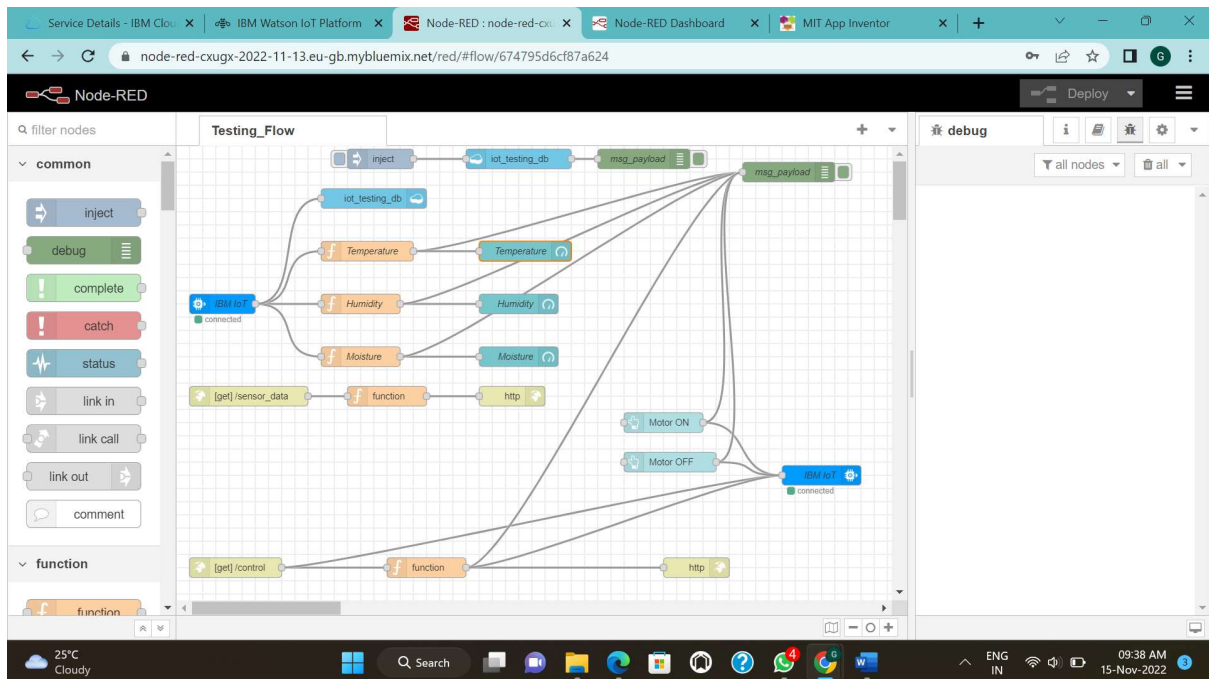 Service Details - IBM Clou
IBM Watson IoT Platform
Node-RED : node-red-cxu
Node-RED Dashboard
MIT App Inventor
node-red-cxugx-2022-11-13.eu-gb.mybluemix.net/red/#flow/674795d6cf87a624
G
Node-RED
Deploy
filter nodes
Testing_Flow
debug
i
all nodes
all
common
inject
debug
complete
catch
status
link in
link call
link out
comment
function
function
inject
iot_testing_db
msg_payload
msg_payload
iot_testing_db
f Temperature
Temperature
IBM IoT
connected
f Humidity
Humidity
f Moisture
Moisture
[get] /sensor_data
f function
http
Motor ON
Motor OFF
IBM IoT
connected
[get] /control
f function
http
25°C
Cloudy
Search
4
G
W
ENG
IN
09:38 AM
15-Nov-2022
3